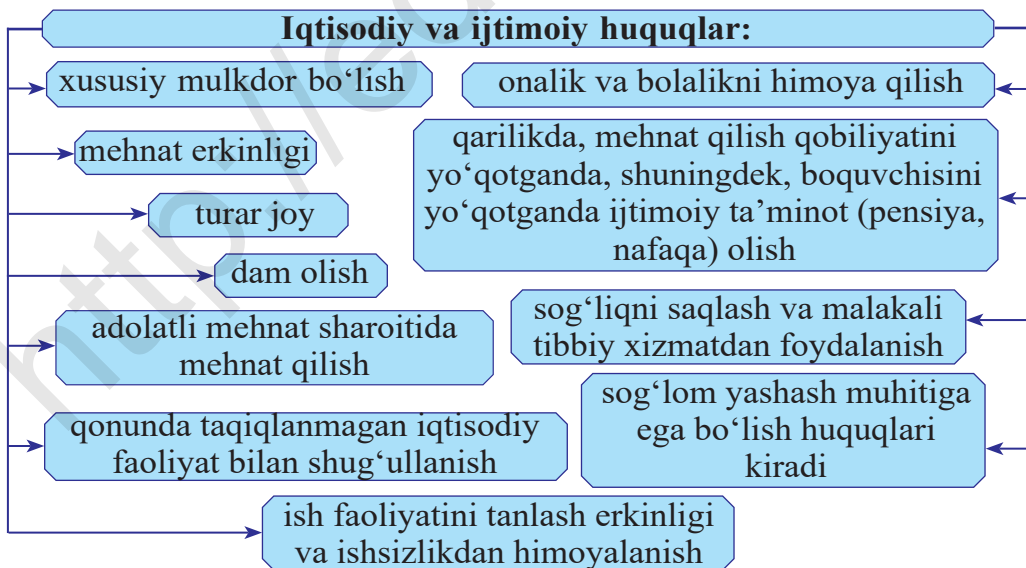 Iqtisodiy va ijtimoiy huquqlar:
xususiy mulkdor bo‘lish
mehnat erkinligi
turar joy
dam olish
adolatli mehnat sharoitida
mehnat qilish
qonunda taqiqlanmagan iqtisodiy
faoliyat bilan shug‘ullanish
ish faoliyatini tanlash erkinligi
va ishsizlikdan himoyalanish
onalik va bolalikni himoya qilish
qarilikda, mehnat qilish qobiliyatini
yo‘qotganda, shuningdek, boquvchisini
yo‘qotganda ijtimoiy ta’minot (pensiya,
nafaqa) olish
sog‘liqni saqlash va malakali
tibbiy xizmatdan foydalanish
sog‘lom yashash muhitiga
ega bo‘lish huquqlari
kiradi
http://e